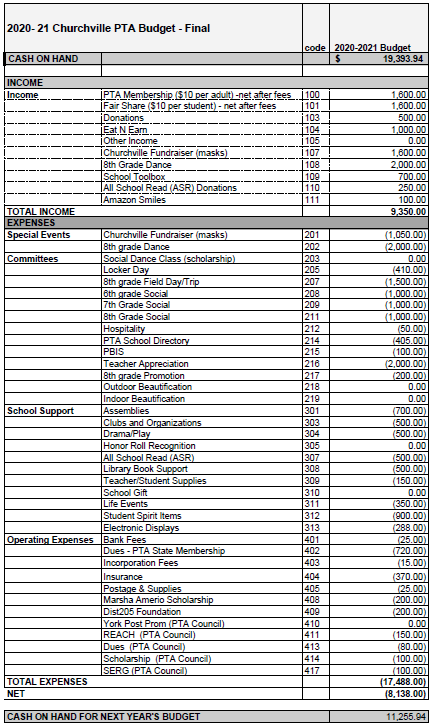 2020- 21 Churchville PTA Budget - Final
code 2020-2021 Budget
CASH ON HAND $ 19,393.94
INCOME
Income PTA Membership ($10 per adult) -net after fees 100 1,600.00
Fair Share ($10 per student) - net after fees 101 1,600.00
Donations 103 500.00
Eat N Earn 104 1,000.00
Other Income 105 0.00
Churchville Fundraiser (masks) 107 1,600.00
8th Grade Dance 108 2,000.00
School Toolbox 109 700.00
All School Read (ASR) Donations 110 250.00
Amazon Smiles 111 100.00
TOTAL INCOME 9,350.00
EXPENSES
Special Events Churchville Fundraiser (masks) 201 (1,050.00)
8th grade Dance 202 (2,000.00)
Committees Social Dance Class (scholarship) 203 0.00
Locker Day 205 (410.00)
8th grade Field Day/Trip 207 (1,500.00)
6th grade Social 208 (1,000.00)
7th Grade Social 209 (1,000.00)
8th Grade Social 211 (1,000.00)
Hospitality 212 (50.00)
PTA School Directory 214 (405.00)
PBIS 215 (100.00)
Teacher Appreciation 216 (2,000.00)
8th grade Promotion 217 (200.00)
Outdoor Beautification 218 0.00
Indoor Beautification 219 0.00
School Support Assemblies 301 (700.00)
Clubs and Organizations 303 (500.00)
Drama/Play 304 (500.00)
Honor Roll Recognition 305 0.00
All School Read (ASR) 307 (500.00)
Library Book Support 308 (500.00)
Teacher/Student Supplies 309 (150.00)
School Gift 310 0.00
Life Events 311 (350.00)
Student Spirit Items 312 (900.00)
Electronic Displays 313 (288.00)
Operating Expenses Bank Fees 401 (25.00)
Dues - PTA State Membership 402 (720.00)
Incorporation Fees 403 (15.00)
Insurance 404 (370.00)
Postage & Supplies 405 (25.00)
Marsha Amerio Scholarship 408 (200.00)
Dist205 Foundation 409 (200.00)
York Post Prom (PTA Council) 410 0.00
REACH (PTA Council) 411 (150.00)
Dues (PTA Council) 413 (80.00)
Scholarship (PTA Council) 414 (100.00)
SERG (PTA Council) 417 (100.00)
TOTAL EXPENSES (17,488.00)
NET (8,138.00)
CASH ON HAND FOR NEXT YEAR'S BUDGET 11,255.94